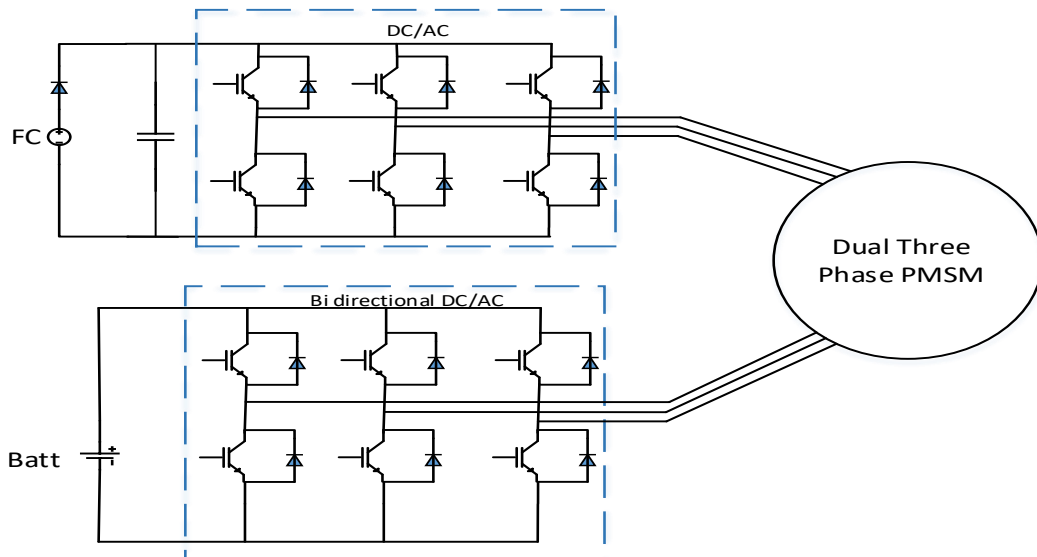 DC/AC
FC
Dual Three
Phase PMSM
Bi directional DC/AC
Batt